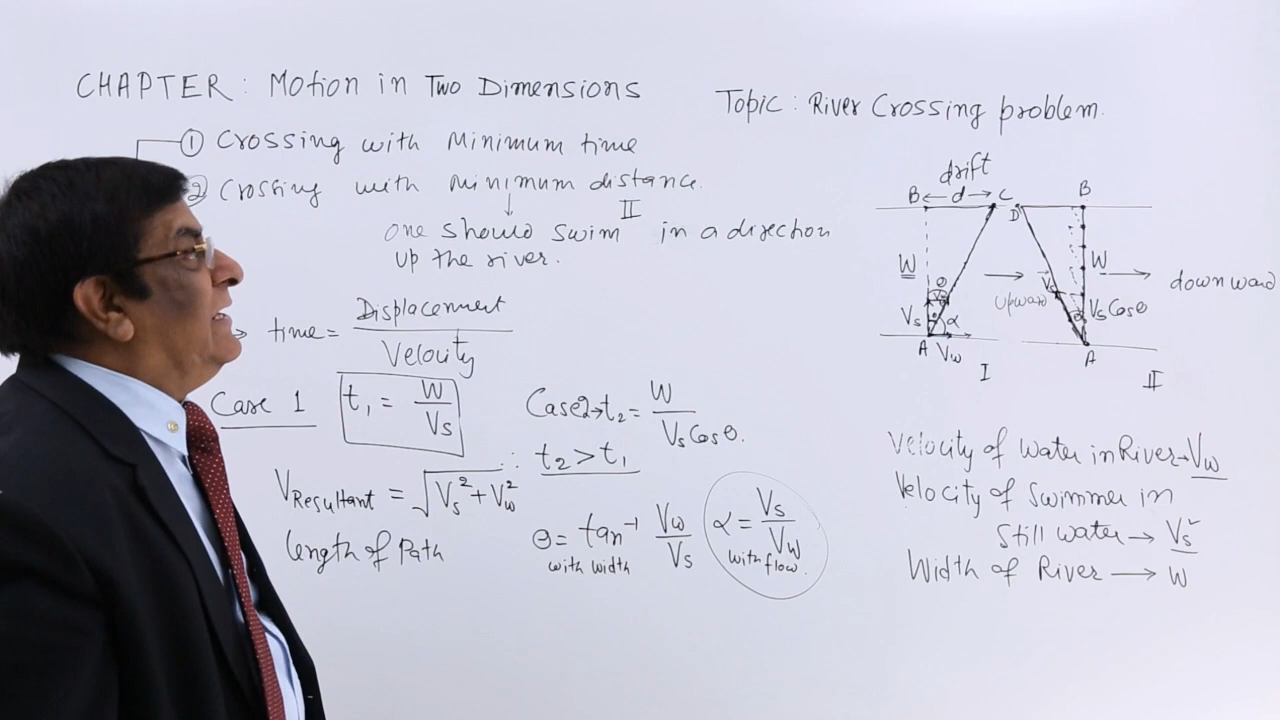 CHAPTER: Motion in Two Dimensions
① Crossing with Minimum time
② Crossing with Minimum distance.
↓ II
one should swim in a direction
up the river.
→ time = Displacement / Velocity
Case 1 t₁ = W / Vs
Case2→t₂ = W / Vs Cosθ.
∴ t₂ > t₁
V Resultant = √(Vs² + Vw²)
length of Path
θ = tan⁻¹ Vw / Vs
with width
α = Vs / Vw
with flow.
Topic: River Crossing problem.
drift
B ← d → C
W
θ
Vs
α
A Vw
I
D B
W
→ downward
upward
Vs
θ
Vs Cosθ
A
II
Velocity of water in River→Vw
Velocity of Swimmer in
Still water → Vs
Width of River → W